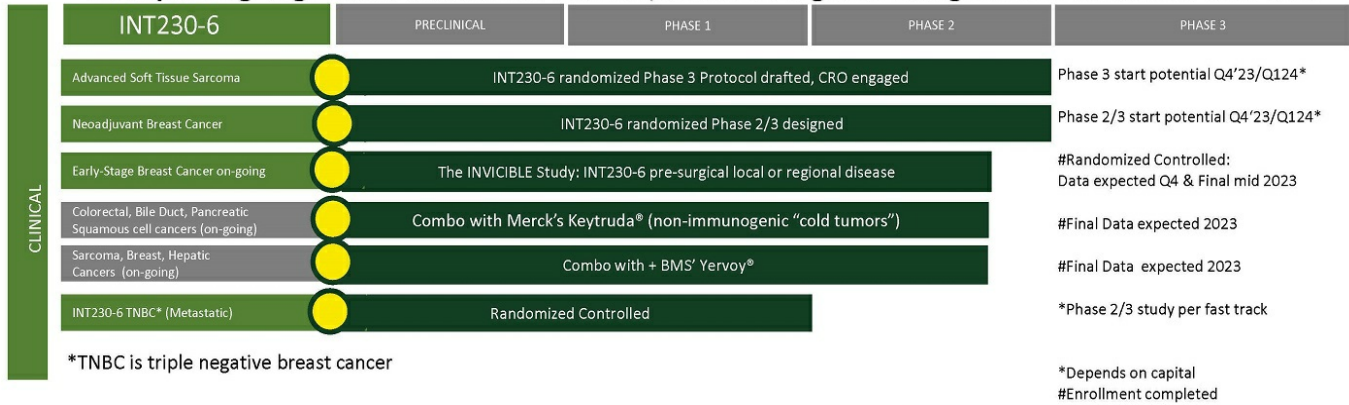 INT230-6
PRECLINICAL
PHASE 1
PHASE 2
PHASE 3
CLINICAL
Advanced Soft Tissue Sarcoma
INT230-6 randomized Phase 3 Protocol drafted, CRO engaged
Phase 3 start potential Q4'23/Q124*
Neoadjuvant Breast Cancer
INT230-6 randomized Phase 2/3 designed
Phase 2/3 start potential Q4'23/Q124*
Early-Stage Breast Cancer on-going
The INVICIBLE Study: INT230-6 pre-surgical local or regional disease
#Randomized Controlled:
Data expected Q4 & Final mid 2023
Colorectal, Bile Duct, Pancreatic
Squamous cell cancers (on-going)
Combo with Merck's Keytruda® (non-immunogenic "cold tumors")
#Final Data expected 2023
Sarcoma, Breast, Hepatic
Cancers (on-going)
Combo with + BMS' Yervoy®
#Final Data expected 2023
INT230-6 TNBC* (Metastatic)
Randomized Controlled
*Phase 2/3 study per fast track
*TNBC is triple negative breast cancer
*Depends on capital
#Enrollment completed